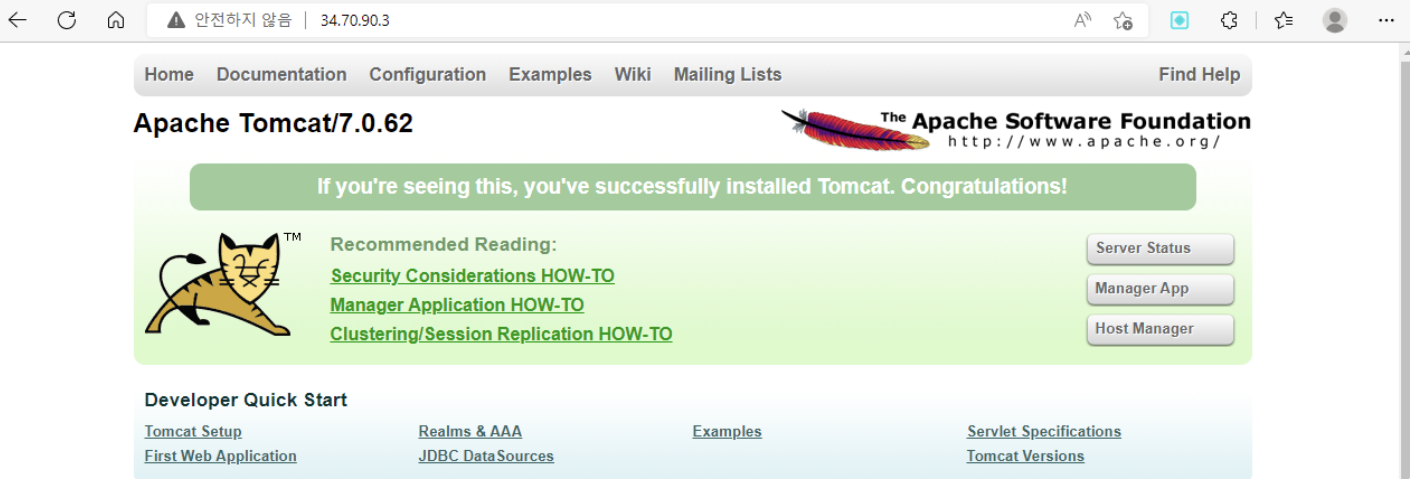 안전하지 않음 | 34.70.90.3
Home Documentation Configuration Examples Wiki Mailing Lists Find Help
Apache Tomcat/7.0.62
The Apache Software Foundation
http://www.apache.org/
If you're seeing this, you've successfully installed Tomcat. Congratulations!
TM
Recommended Reading:
Security Considerations HOW-TO
Manager Application HOW-TO
Clustering/Session Replication HOW-TO
Server Status
Manager App
Host Manager
Developer Quick Start
Tomcat Setup Realms & AAA Examples Servlet Specifications
First Web Application JDBC DataSources Tomcat Versions